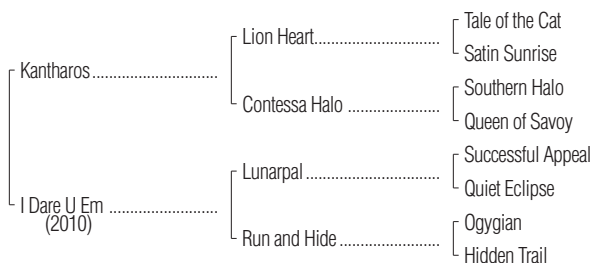 Tale of the Cat
Lion Heart
Satin Sunrise
Kantharos
Southern Halo
Contessa Halo
Queen of Savoy
Successful Appeal
Lunarpal
Quiet Eclipse
I Dare U Em
(2010)
Ogygian
Run and Hide
Hidden Trail